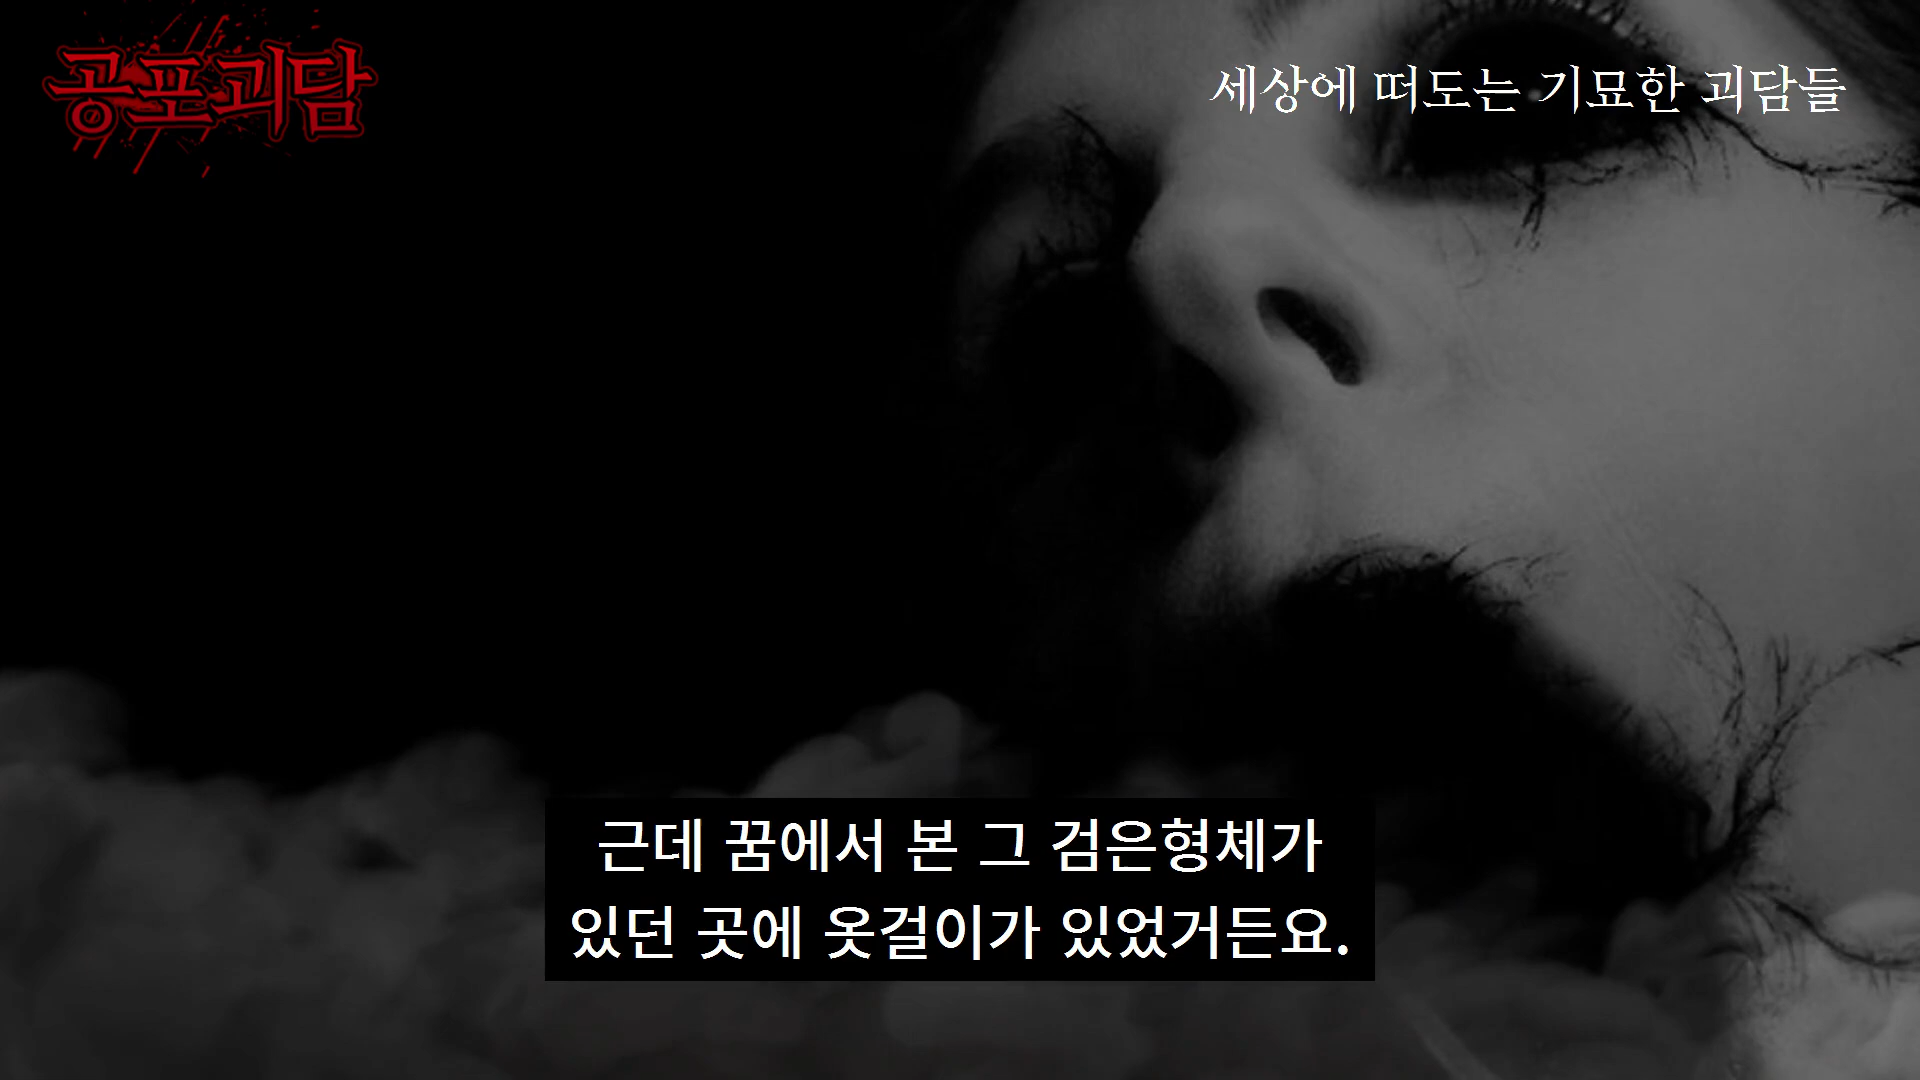 공포괴담
세상에 떠도는 기묘한 괴담들
근데 꿈에서 본 그 검은형체가
있던 곳에 옷걸이가 있었거든요.